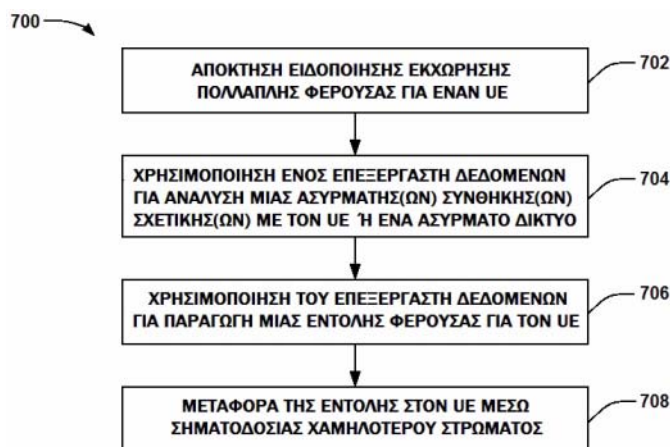 700
702
ΑΠΟΚΤΗΣΗ ΕΙΔΟΠΟΙΗΣΗΣ ΕΚΧΩΡΗΣΗΣ
ΠΟΛΛΑΠΛΗΣ ΦΕΡΟΥΣΑΣ ΓΙΑ ΕΝΑΝ UE
704
ΧΡΗΣΙΜΟΠΟΙΗΣΗ ΕΝΟΣ ΕΠΕΞΕΡΓΑΣΤΗ ΔΕΔΟΜΕΝΩΝ
ΓΙΑ ΑΝΑΛΥΣΗ ΜΙΑΣ ΑΣΥΡΜΑΤΗΣ(ΩΝ) ΣΥΝΘΗΚΗΣ(ΩΝ)
ΣΧΕΤΙΚΗΣ(ΩΝ) ΜΕ ΤΟΝ UE Ή ΕΝΑ ΑΣΥΡΜΑΤΟ ΔΙΚΤΥΟ
706
ΧΡΗΣΙΜΟΠΟΙΗΣΗ ΤΟΥ ΕΠΕΞΕΡΓΑΣΤΗ ΔΕΔΟΜΕΝΩΝ
ΓΙΑ ΠΑΡΑΓΩΓΗ ΜΙΑΣ ΕΝΤΟΛΗΣ ΦΕΡΟΥΣΑΣ ΓΙΑ ΤΟΝ UE
708
ΜΕΤΑΦΟΡΑ ΤΗΣ ΕΝΤΟΛΗΣ ΣΤΟΝ UE ΜΕΣΩ
ΣΗΜΑΤΟΔΟΣΙΑΣ ΧΑΜΗΛΟΤΕΡΟΥ ΣΤΡΩΜΑΤΟΣ